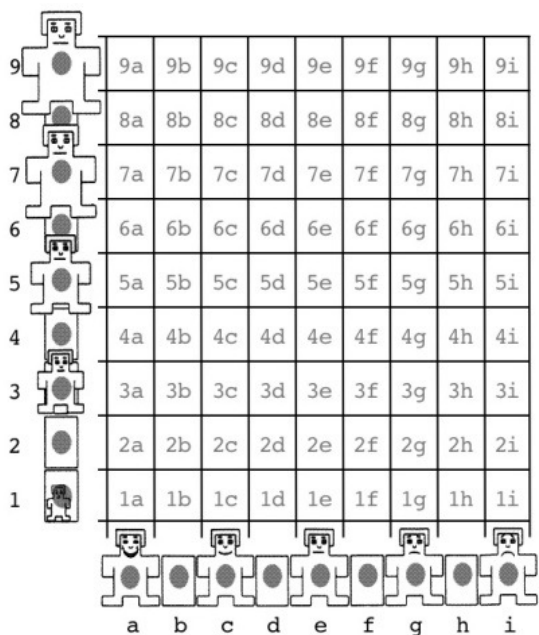 9 9a 9b 9c 9d 9e 9f 9g 9h 9i
8 8a 8b 8c 8d 8e 8f 8g 8h 8i
7 7a 7b 7c 7d 7e 7f 7g 7h 7i
6 6a 6b 6c 6d 6e 6f 6g 6h 6i
5 5a 5b 5c 5d 5e 5f 5g 5h 5i
4 4a 4b 4c 4d 4e 4f 4g 4h 4i
3 3a 3b 3c 3d 3e 3f 3g 3h 3i
2 2a 2b 2c 2d 2e 2f 2g 2h 2i
1 1a 1b 1c 1d 1e 1f 1g 1h 1i
a b c d e f g h i